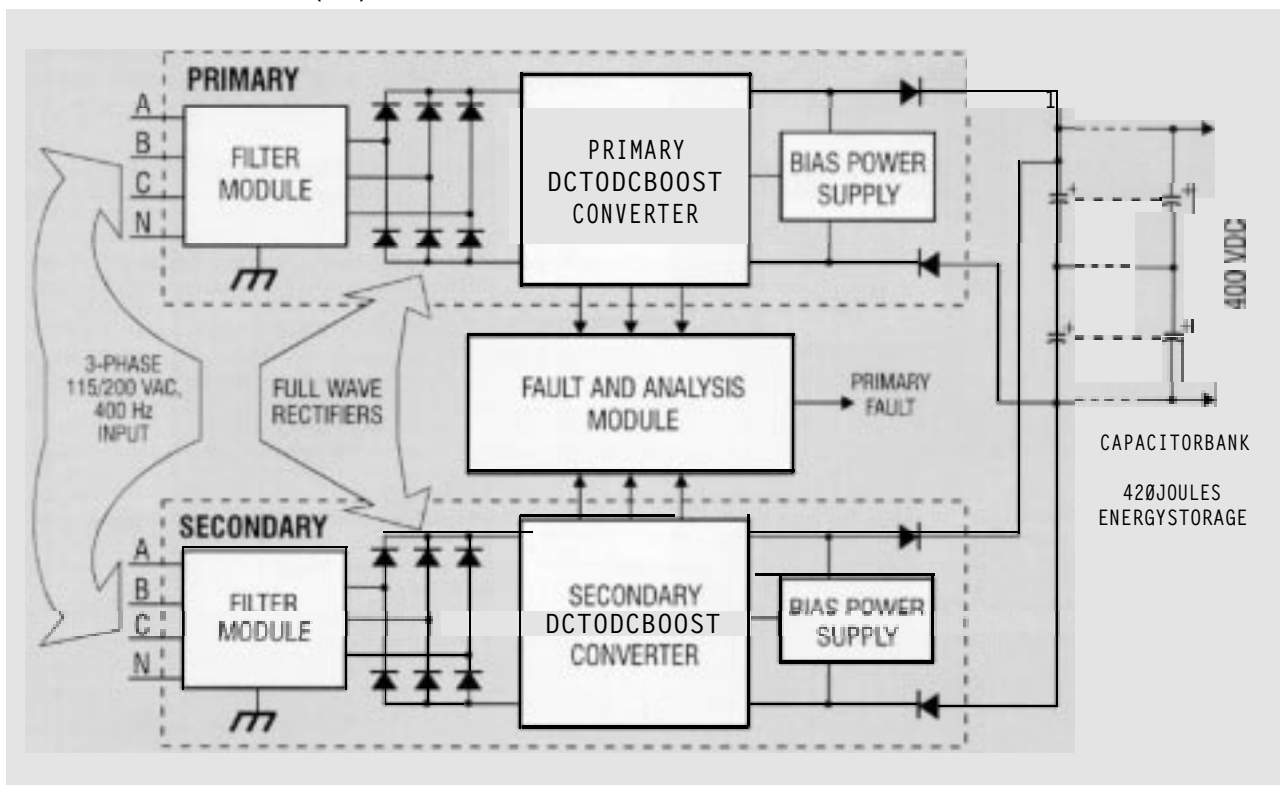 PRIMARY
A
B
C
N
FILTER
MODULE
PRIMARY
DCTODCBOOST
CONVERTER
BIAS POWER
SUPPLY
1
400 VDC
3-PHASE
115/200 VAC,
400 Hz
INPUT
FULL WAVE
RECTIFIERS
FAULT AND ANALYSIS
MODULE
PRIMARY
FAULT
CAPACITORBANK
420JOULES
ENERGYSTORAGE
SECONDARY
A
B
C
N
FILTER
MODULE
SECONDARY
DCTODCBOOST
CONVERTER
BIAS POWER
SUPPLY